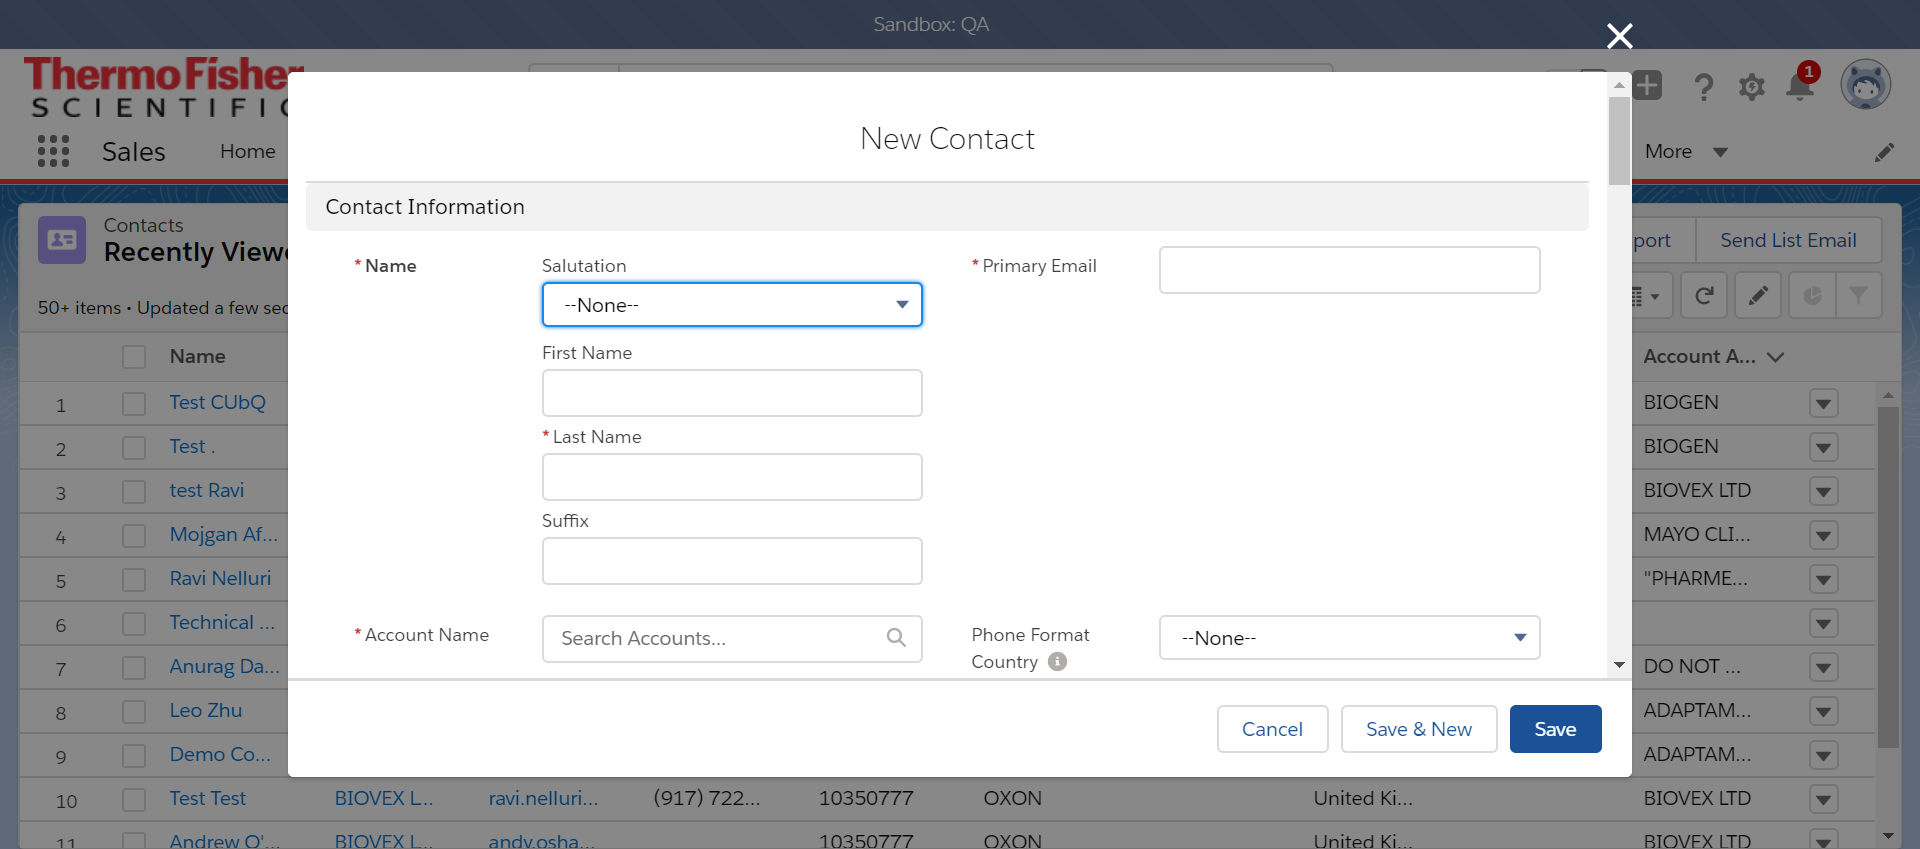 Sandbox: QA
ThermoFisher
SCIENTIFIC
1
Sales
Home
More
Contacts
Recently Viewe
50+ items • Updated a few sec
port
Send List Email
Name
Account A...
1
Test CUbQ
BIOGEN
2
Test .
BIOGEN
3
test Ravi
BIOVEX LTD
4
Mojgan Af...
MAYO CLI...
5
Ravi Nelluri
"PHARME...
6
Technical ...
7
Anurag Da...
DO NOT ...
8
Leo Zhu
ADAPTAM...
9
Demo Co...
ADAPTAM...
10 Test Test BIOVEX L... ravi.nelluri... (917) 722... 10350777 OXON United Ki... BIOVEX LTD
11 Andrew O'... BIOVEX L... andy.osha... 10350777 OXON United Ki... BIOVEX LTD
New Contact
Contact Information
*Name
Salutation
--None--
First Name
*Last Name
Suffix
*Primary Email
*Account Name
Search Accounts...
Phone Format
Country
--None--
Cancel
Save & New
Save